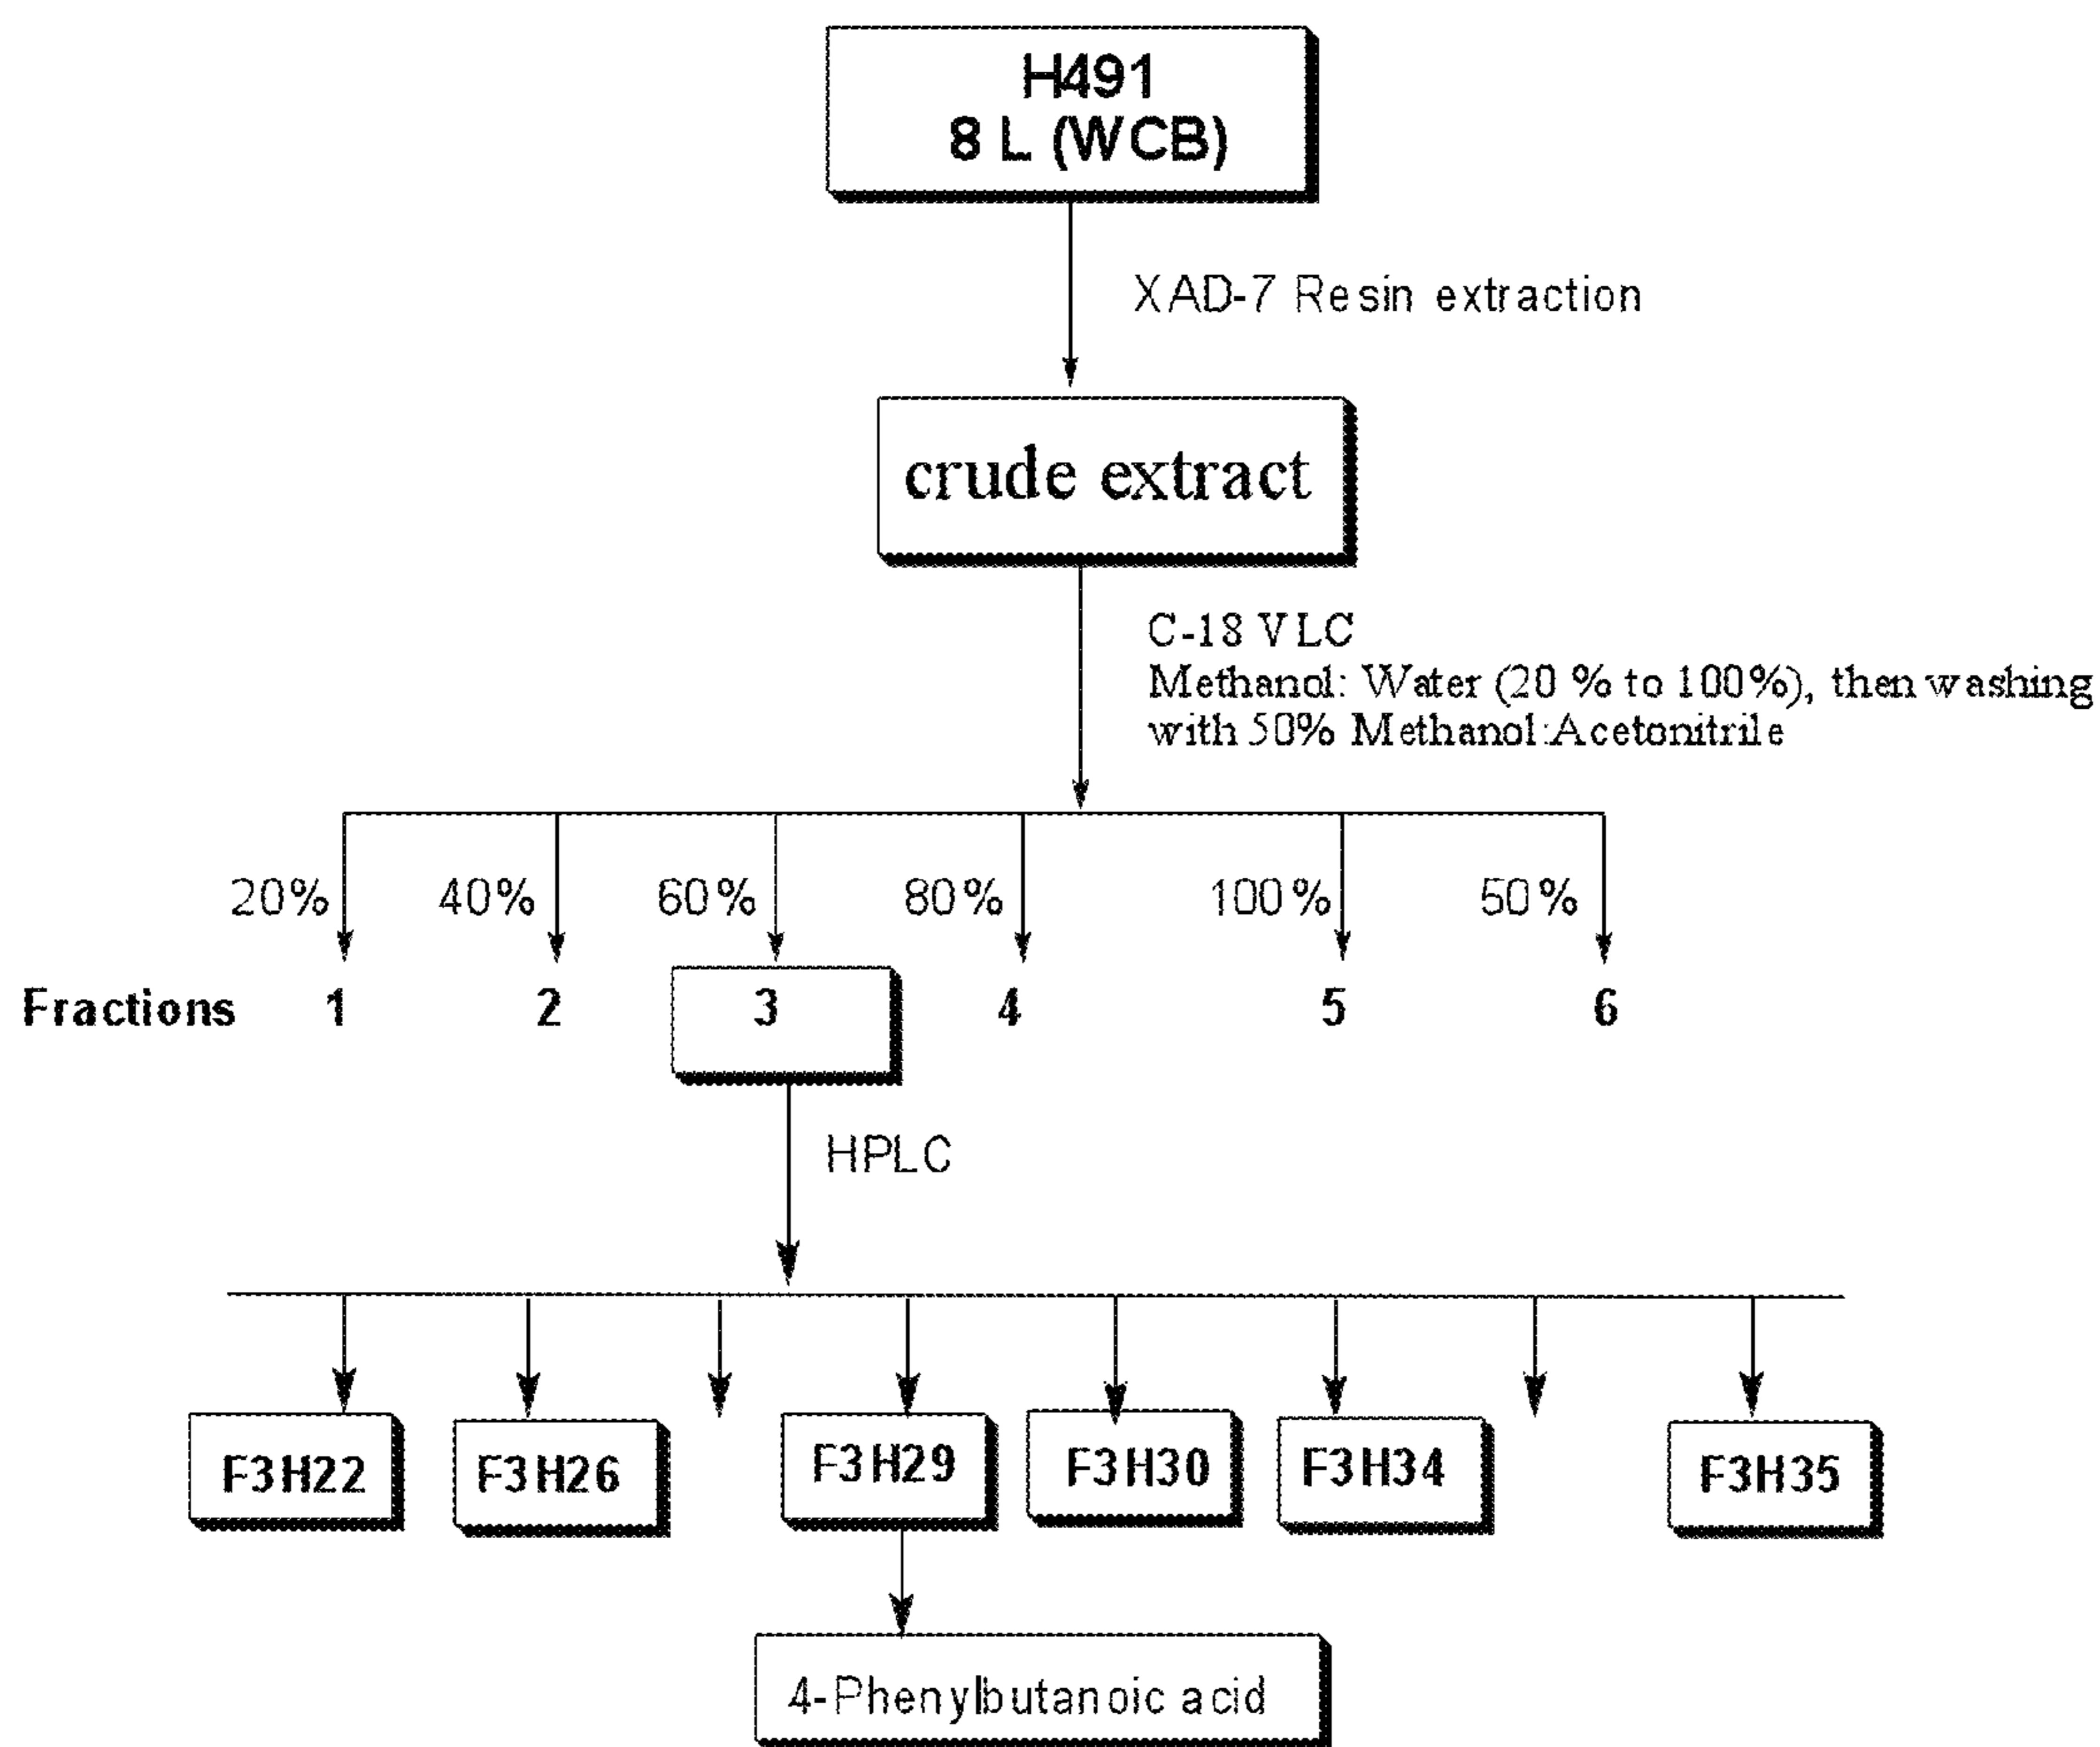 H491
8 L (WCB)
XAD-7 Resin extraction
crude extract
C-18 VLC
Methanol: Water (20 % to 100%), then washing
with 50% Methanol:Acetonitrile
20% 40% 60% 80% 100% 50%
Fractions 1 2 3 4 5 6
HPLC
F3H22 F3H26 F3H29 F3H30 F3H34 F3H35
4-Phenylbutanoic acid